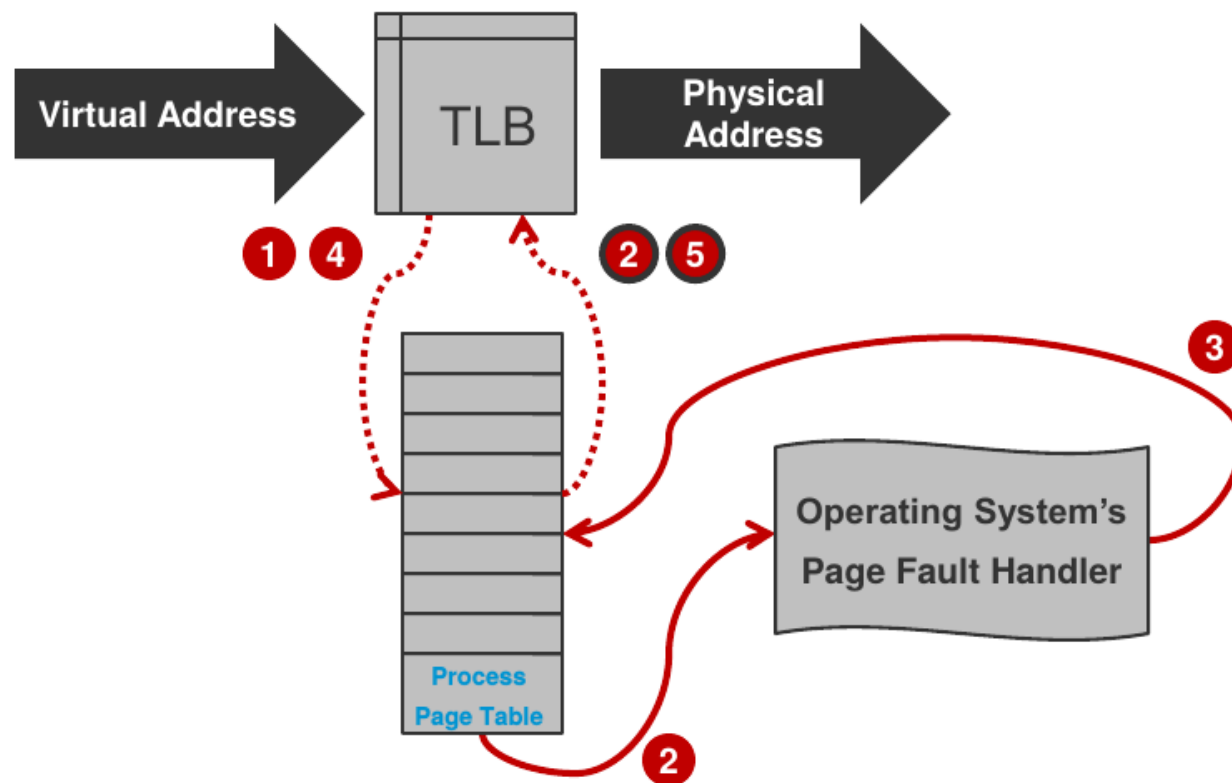 Virtual Address
TLB
Physical
Address
1 4
2 5
3
Operating System's
Page Fault Handler
Process
Page Table
2